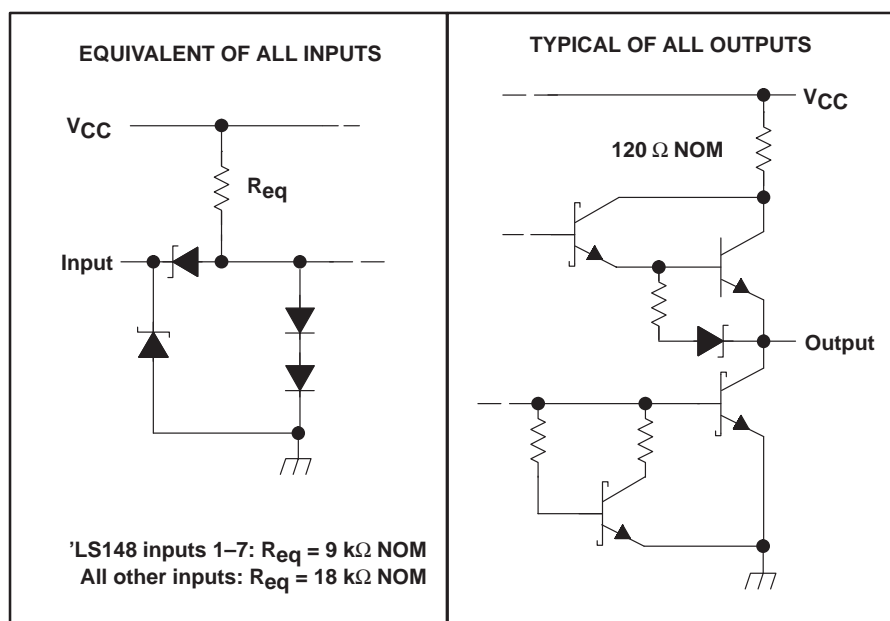 EQUIVALENT OF ALL INPUTS
VCC
Req
Input
'LS148 inputs 1–7: Req = 9 kΩ NOM
All other inputs: Req = 18 kΩ NOM
TYPICAL OF ALL OUTPUTS
VCC
120 Ω NOM
Output